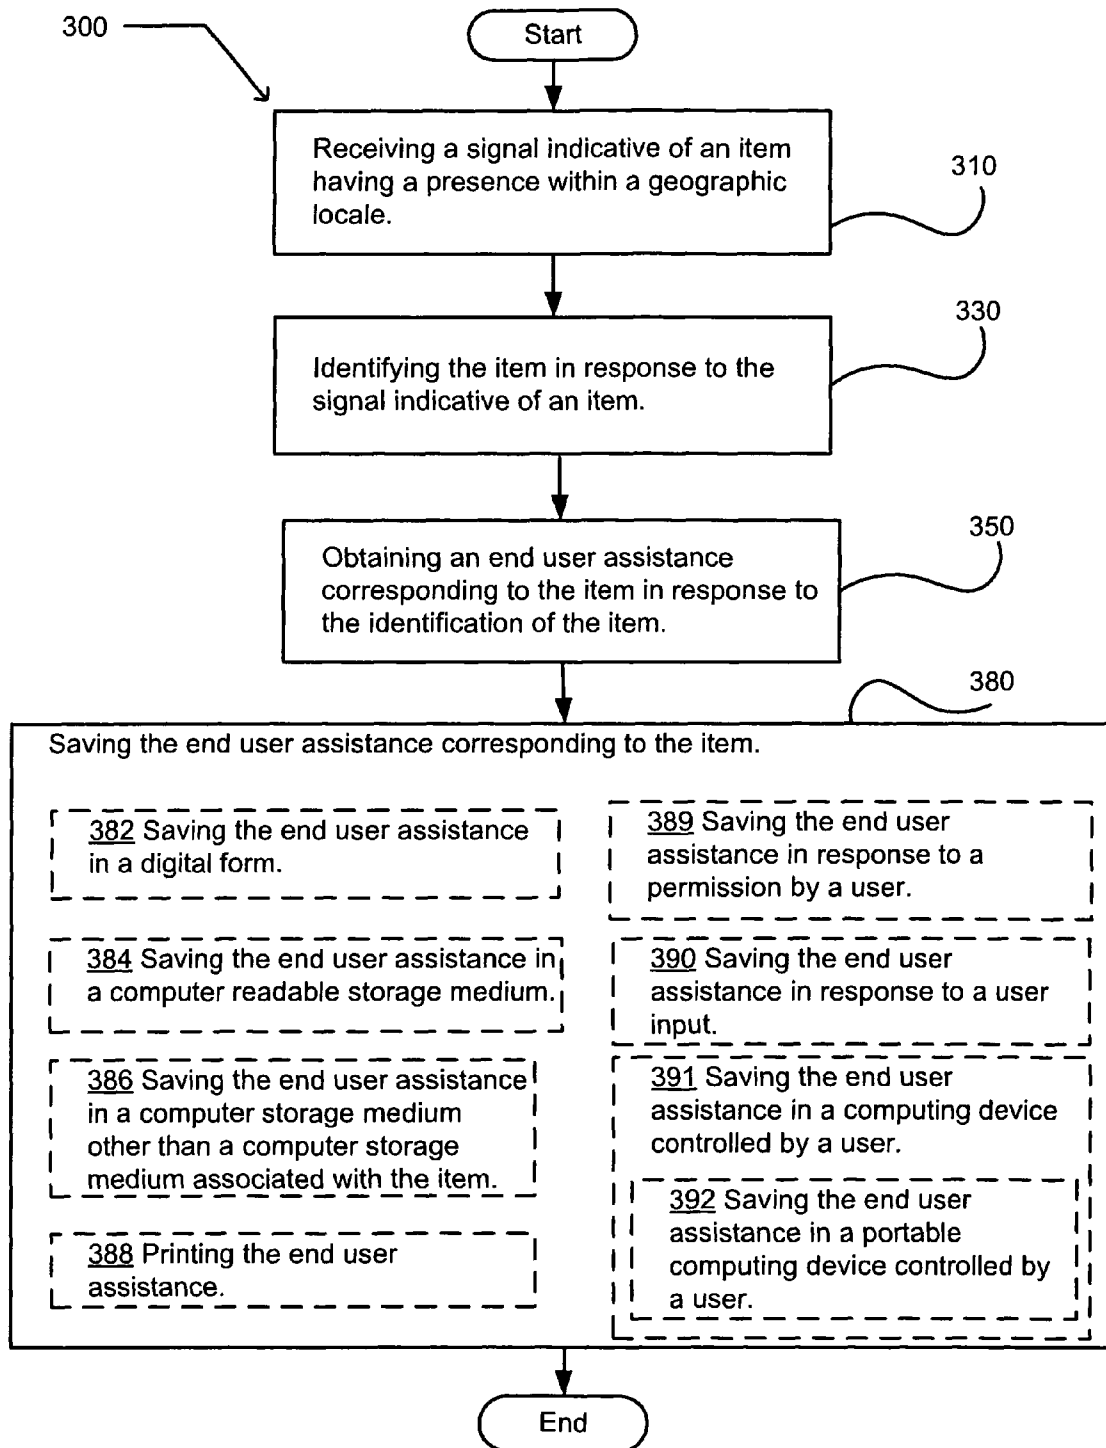 300
Start
Receiving a signal indicative of an item
having a presence within a geographic
locale.
310
Identifying the item in response to the
signal indicative of an item.
330
Obtaining an end user assistance
corresponding to the item in response to
the identification of the item.
350
380
Saving the end user assistance corresponding to the item.
382 Saving the end user assistance
in a digital form.
384 Saving the end user assistance in
a computer readable storage medium.
386 Saving the end user assistance
in a computer storage medium
other than a computer storage
medium associated with the item.
388 Printing the end user
assistance.
389 Saving the end user
assistance in response to a
permission by a user.
390 Saving the end user
assistance in response to a user
input.
391 Saving the end user
assistance in a computing device
controlled by a user.
392 Saving the end user
assistance in a portable
computing device controlled by
a user.
End